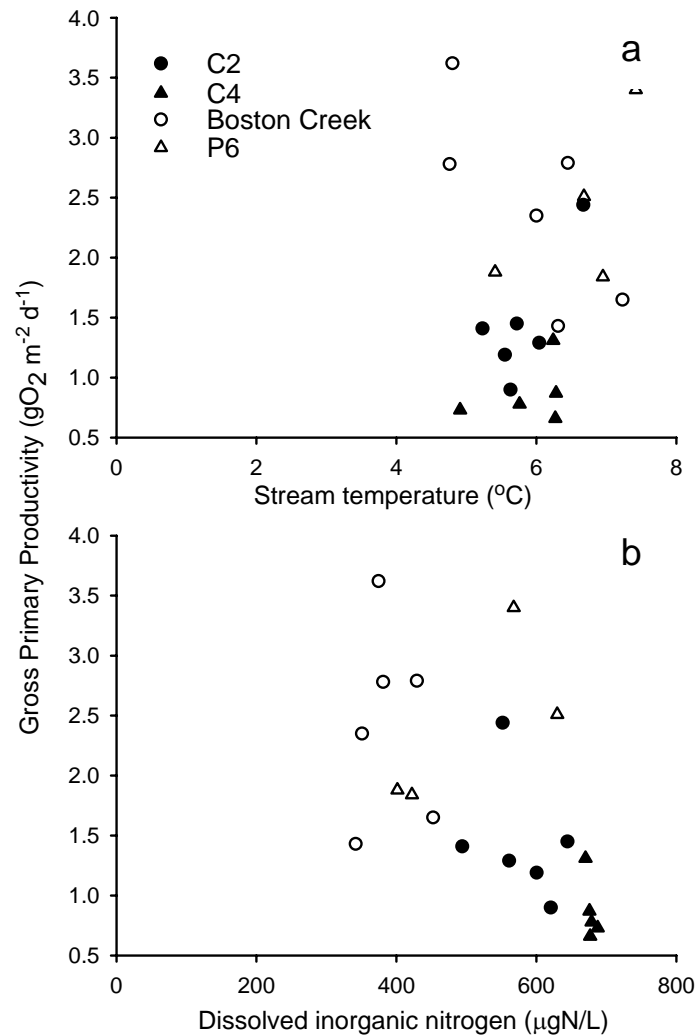 4.0
a
3.5
C2
C4
3.0
Boston Creek
P6
2.5
2.0
1.5
1.0
0.5
0 2 4 6 8
Stream temperature (°C)
Gross Primary Productivity (gO₂ m⁻² d⁻¹)
4.0
b
3.5
3.0
2.5
2.0
1.5
1.0
0.5
0 200 400 600 800
Dissolved inorganic nitrogen (μgN/L)